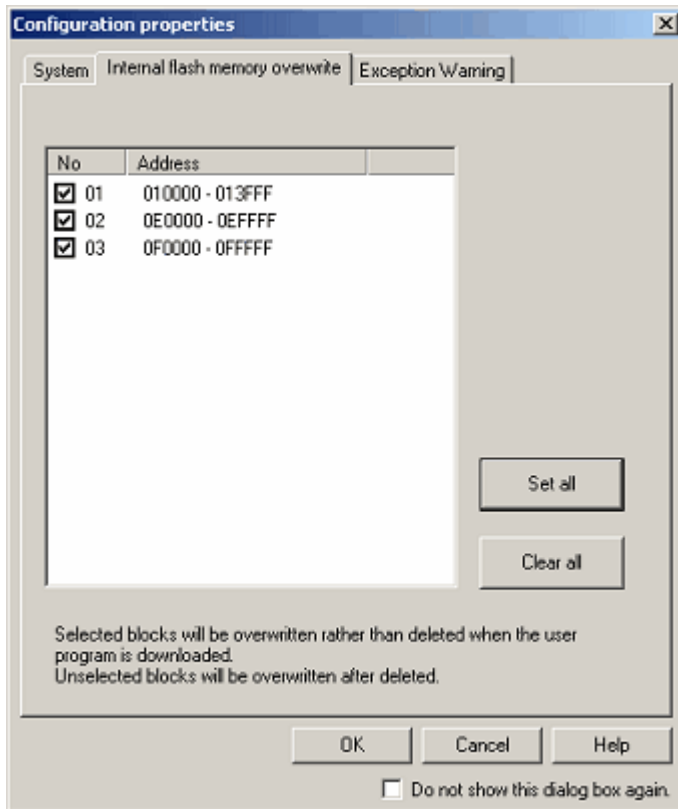 Configuration properties
System Internal flash memory overwrite Exception Warning
No Address
01 010000 - 013FFF
02 0E0000 - 0EFFFF
03 0F0000 - 0FFFFF
Set all
Clear all
Selected blocks will be overwritten rather than deleted when the user
program is downloaded.
Unselected blocks will be overwritten after deleted.
OK Cancel Help
Do not show this dialog box again.